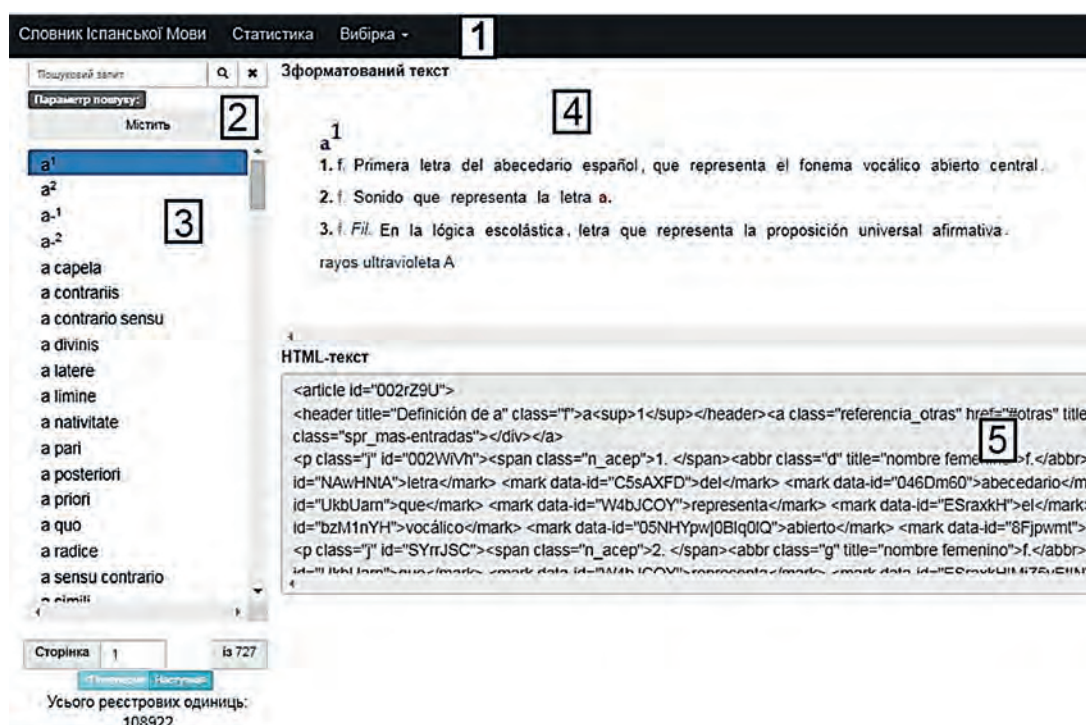 Словник Іспанської Мови Статистика Вибірка
1
Пошуковий запит
Параметр пошуку:
Містить
2
a1
a2
a-1
a-2
3
a capela
a contrariis
a contrario sensu
a divinis
a latere
a limine
a nativitate
a pari
a posteriori
a priori
a quo
a radice
a sensu contrario
a simili
Сторінка 1 із 727
Наступна
Усього реєстрових одиниць:
108922
Зформатований текст
4
a1
1. f. Primera letra del abecedario español, que representa el fonema vocálico abierto central.
2. f. Sonido que representa la letra a.
3. f. Fil. En la lógica escolástica, letra que representa la proposición universal afirmativa.
rayos ultravioleta A
HTML-текст
<article id="002rZ9U">
<header title="Definición de a" class="f">a<sup>1</sup></header><a class="referencia_otras" href="#otras" title
class="spr_mas-entradas"></div></a>
5
<p class="j" id="002WiVh"><span class="n_acep">1. </span><abbr class="d" title="nombre femenino">f.</abbr>
id="NAwHNtA">letra</mark> <mark data-id="C5sAXFD">del</mark> <mark data-id="046Dm60">abecedario</m
id="UkbUarn">que</mark> <mark data-id="W4bJCOY">representa</mark> <mark data-id="ESraxkH">el</mark>
id="bzM1nYH">vocálico</mark> <mark data-id="05NHYpw|0BIq0IQ">abierto</mark> <mark data-id="8Fjpwmt">
<p class="j" id="SYrrJSC"><span class="n_acep">2. </span><abbr class="g" title="nombre femenino">f.</abbr>